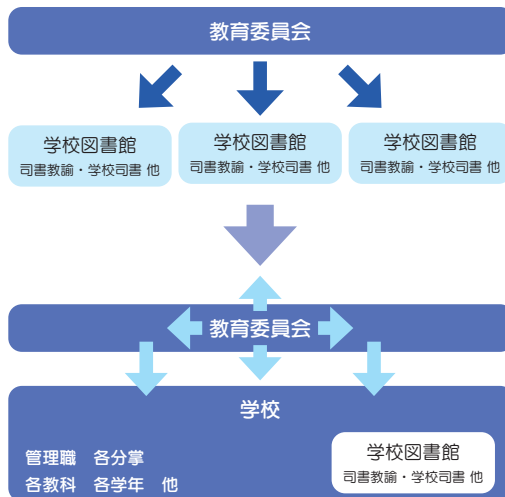 教育委員会
学校図書館
司書教諭・学校司書 他
学校図書館
司書教諭・学校司書 他
学校図書館
司書教諭・学校司書 他
教育委員会
学校
管理職 各分掌
各教科 各学年 他
学校図書館
司書教諭・学校司書 他